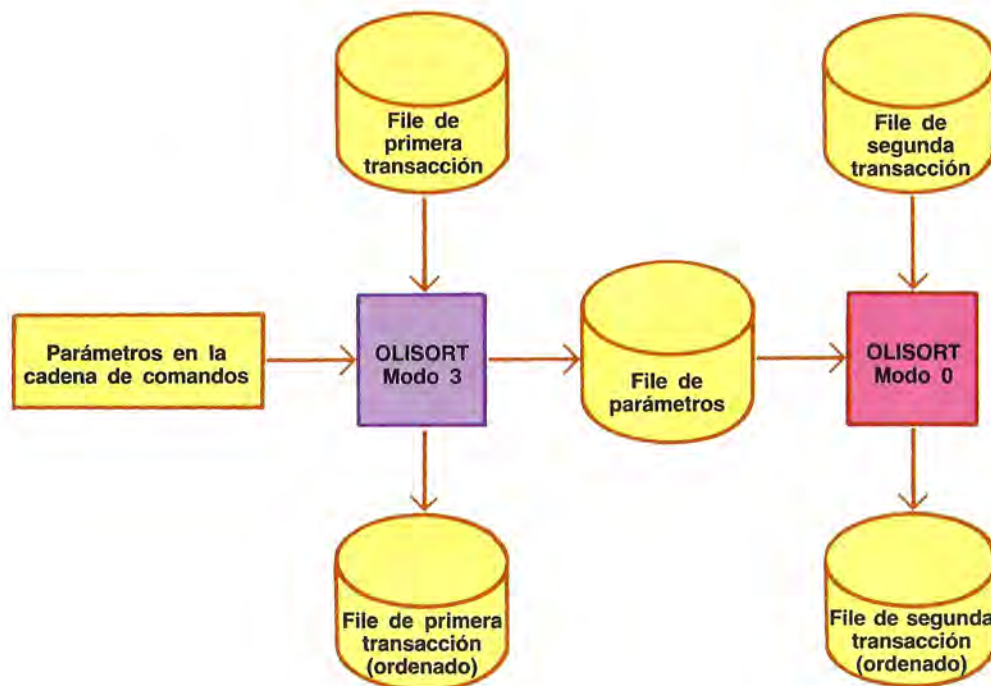 File de
primera
transacción
File de
segunda
transacción
Parámetros en la
cadena de comandos
OLISORT
Modo 3
File de
parámetros
OLISORT
Modo 0
File de primera
transacción
(ordenado)
File de segunda
transacción
(ordenado)